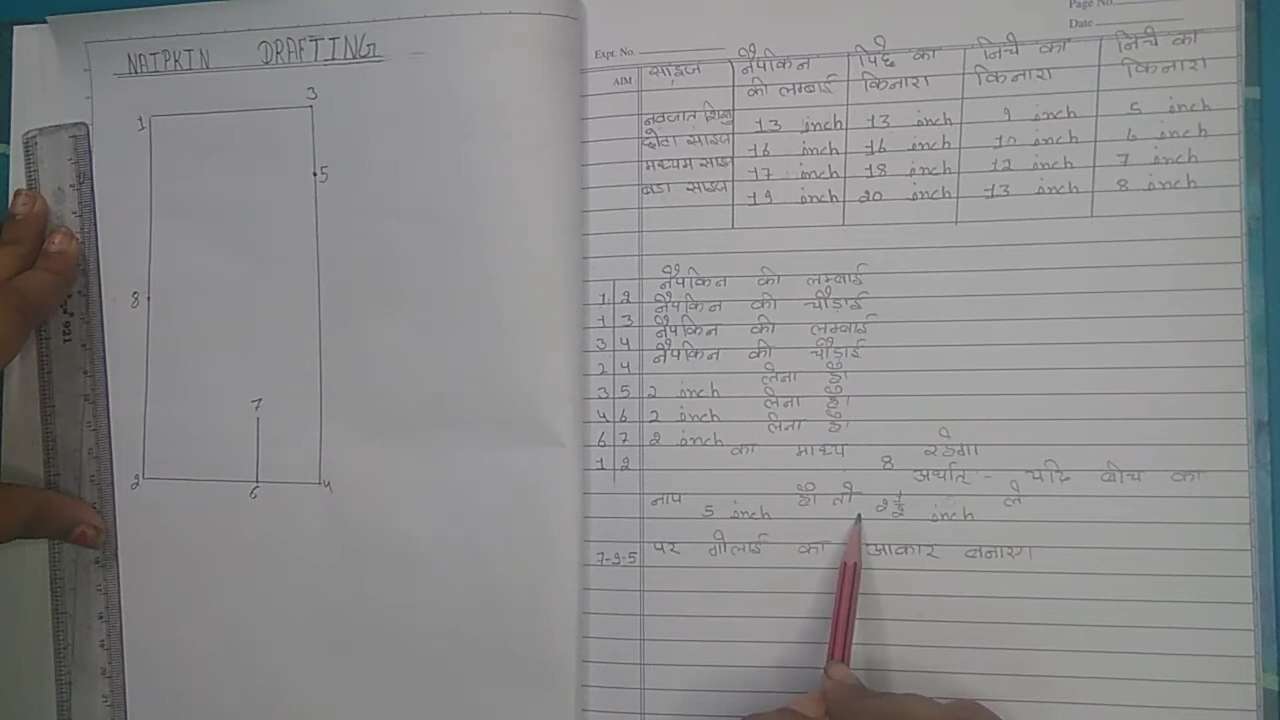 NAIPKIN DRAFTING
1
3
5
8
7
2
6
4
Page No.
Date
Expt. No.
AIM
साइज नैपकिन की लम्बाई पिछे का किनारा निचे का किनारा निचे का किनारा
नवजात शिशु 13 inch 13 inch 9 inch 5 inch
छोटा साइज 16 inch 16 inch 10 inch 6 inch
मध्यम साइज 17 inch 18 inch 12 inch 7 inch
बडा साइज 19 inch 20 inch 13 inch 8 inch
1 2 नैपकिन की लम्बाई
1 3 नैपकिन की चौड़ाई
3 4 नैपकिन की लम्बाई
2 4 नैपकिन की चौड़ाई
3 5 2 inch लेना है
4 6 2 inch लेना है
6 7 2 inch लेना है
1 2 का माध्य 8 रहेगा
अर्थात - यदि बीच का
नाप 5 inch हो तो inch ले
7-9-5 पर गोलाई का आकार बनाए